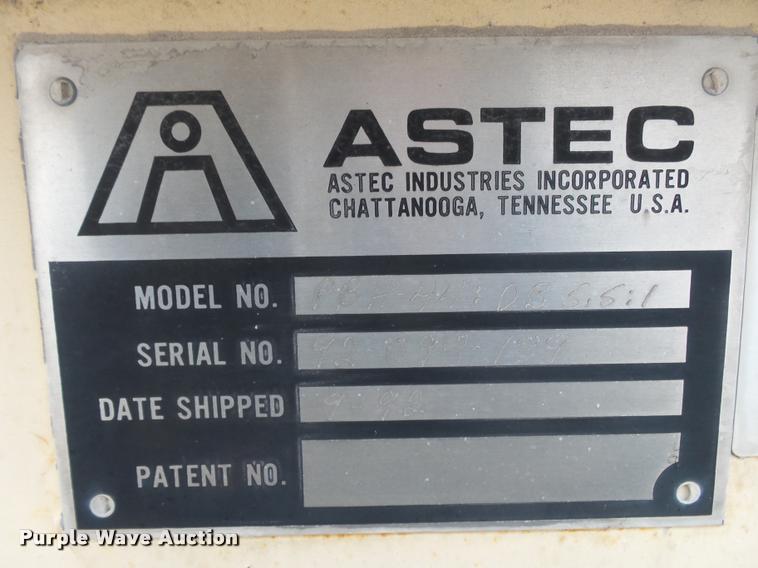 ASTEC
ASTEC INDUSTRIES INCORPORATED
CHATTANOOGA, TENNESSEE U.S.A.
MODEL NO.
SERIAL NO.
DATE SHIPPED
PATENT NO.
Purple Wave Auction